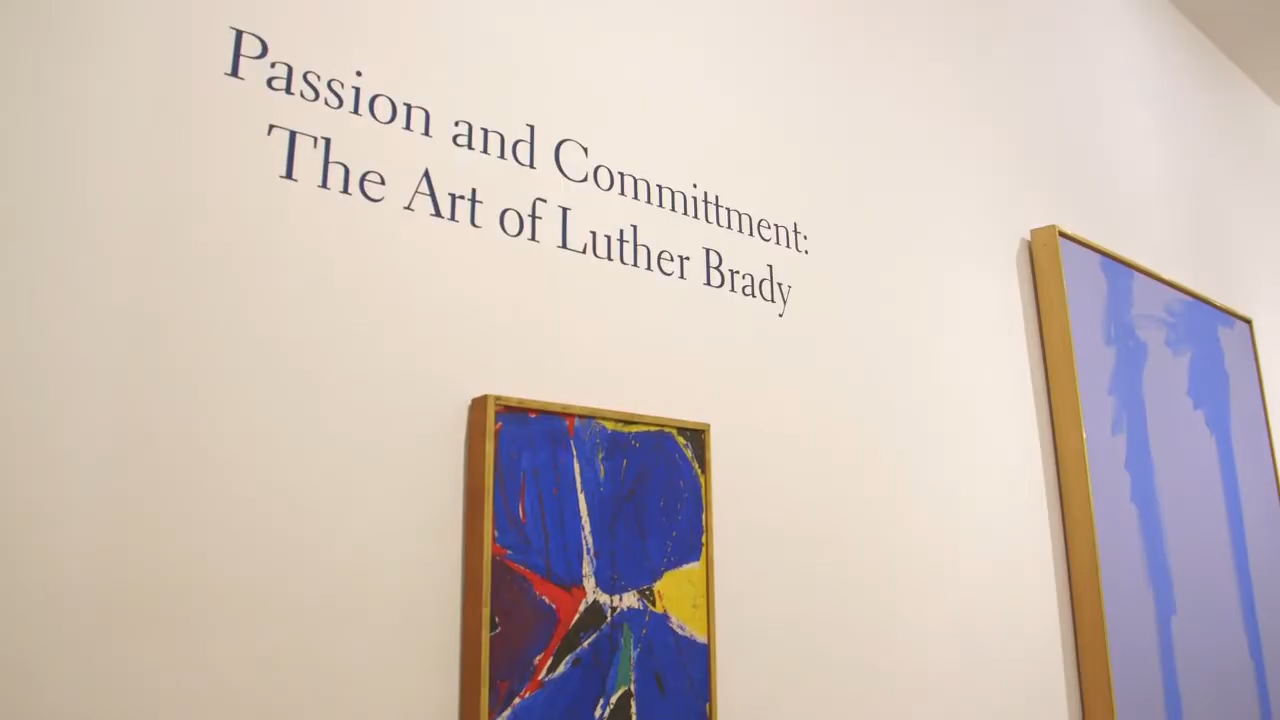 Passion and Committment:
The Art of Luther Brady